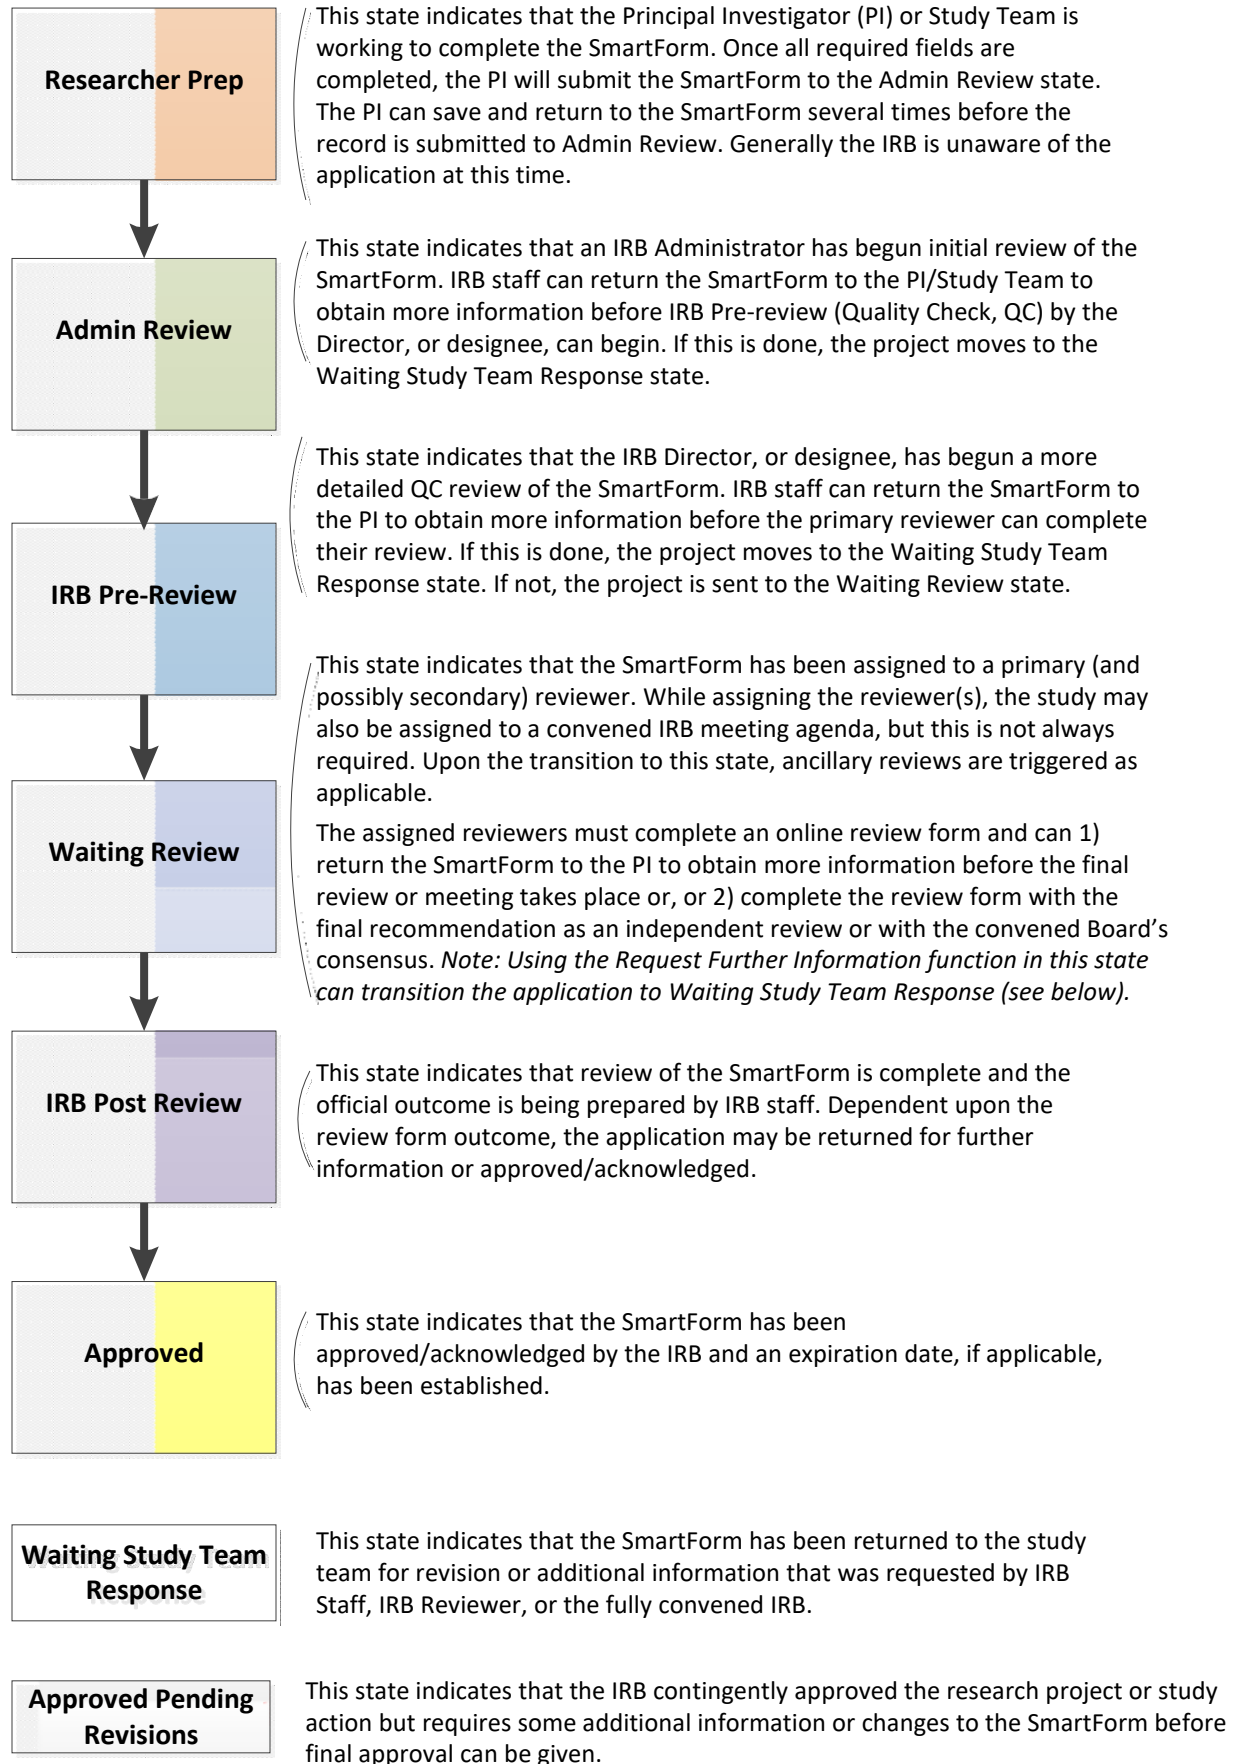 Researcher Prep
This state indicates that the Principal Investigator (PI) or Study Team is
working to complete the SmartForm. Once all required fields are
completed, the PI will submit the SmartForm to the Admin Review state.
The PI can save and return to the SmartForm several times before the
record is submitted to Admin Review. Generally the IRB is unaware of the
application at this time.
Admin Review
This state indicates that an IRB Administrator has begun initial review of the
SmartForm. IRB staff can return the SmartForm to the PI/Study Team to
obtain more information before IRB Pre-review (Quality Check, QC) by the
Director, or designee, can begin. If this is done, the project moves to the
Waiting Study Team Response state.
IRB Pre-Review
This state indicates that the IRB Director, or designee, has begun a more
detailed QC review of the SmartForm. IRB staff can return the SmartForm to
the PI to obtain more information before the primary reviewer can complete
their review. If this is done, the project moves to the Waiting Study Team
Response state. If not, the project is sent to the Waiting Review state.
Waiting Review
This state indicates that the SmartForm has been assigned to a primary (and
possibly secondary) reviewer. While assigning the reviewer(s), the study may
also be assigned to a convened IRB meeting agenda, but this is not always
required. Upon the transition to this state, ancillary reviews are triggered as
applicable.
The assigned reviewers must complete an online review form and can 1)
return the SmartForm to the PI to obtain more information before the final
review or meeting takes place or, or 2) complete the review form with the
final recommendation as an independent review or with the convened Board’s
consensus. Note: Using the Request Further Information function in this state
can transition the application to Waiting Study Team Response (see below).
IRB Post Review
This state indicates that review of the SmartForm is complete and the
official outcome is being prepared by IRB staff. Dependent upon the
review form outcome, the application may be returned for further
information or approved/acknowledged.
Approved
This state indicates that the SmartForm has been
approved/acknowledged by the IRB and an expiration date, if applicable,
has been established.
Waiting Study Team
Response
This state indicates that the SmartForm has been returned to the study
team for revision or additional information that was requested by IRB
Staff, IRB Reviewer, or the fully convened IRB.
Approved Pending
Revisions
This state indicates that the IRB contingently approved the research project or study
action but requires some additional information or changes to the SmartForm before
final approval can be given.